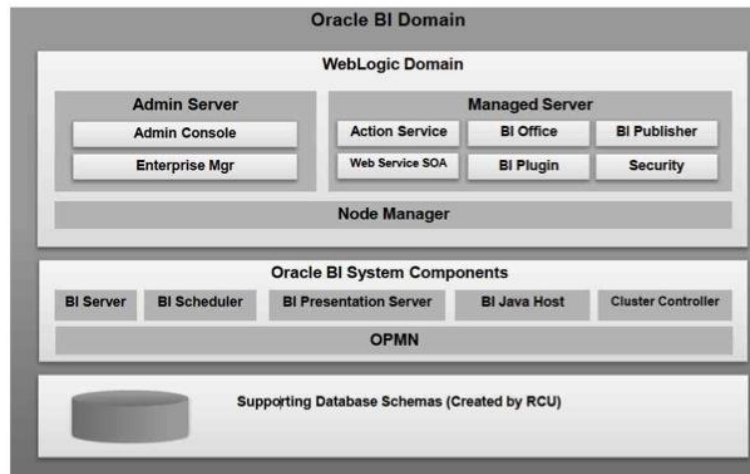 Oracle BI Domain
WebLogic Domain
Admin Server
Admin Console
Enterprise Mgr
Managed Server
Action Service
BI Office
BI Publisher
Web Service SOA
BI Plugin
Security
Node Manager
Oracle BI System Components
BI Server
BI Scheduler
BI Presentation Server
BI Java Host
Cluster Controller
OPMN
Supporting Database Schemas (Created by RCU)